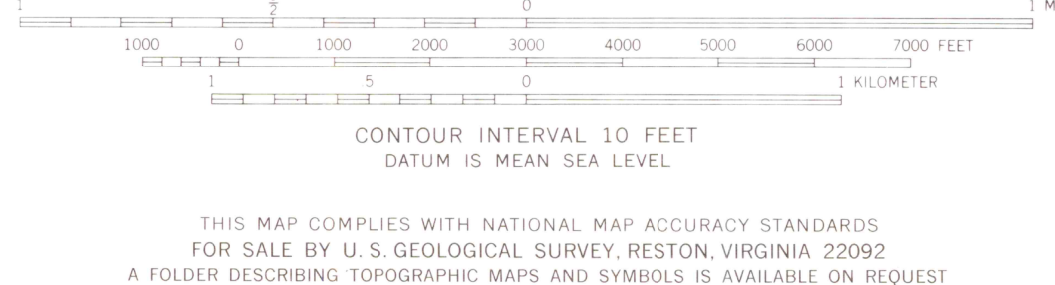 1 ½ 0 1 M
1000 0 1000 2000 3000 4000 5000 6000 7000 FEET
1 5 0 1 KILOMETER
CONTOUR INTERVAL 10 FEET
DATUM IS MEAN SEA LEVEL
THIS MAP COMPLIES WITH NATIONAL MAP ACCURACY STANDARDS
FOR SALE BY U. S. GEOLOGICAL SURVEY, RESTON, VIRGINIA 22092
A FOLDER DESCRIBING TOPOGRAPHIC MAPS AND SYMBOLS IS AVAILABLE ON REQUEST